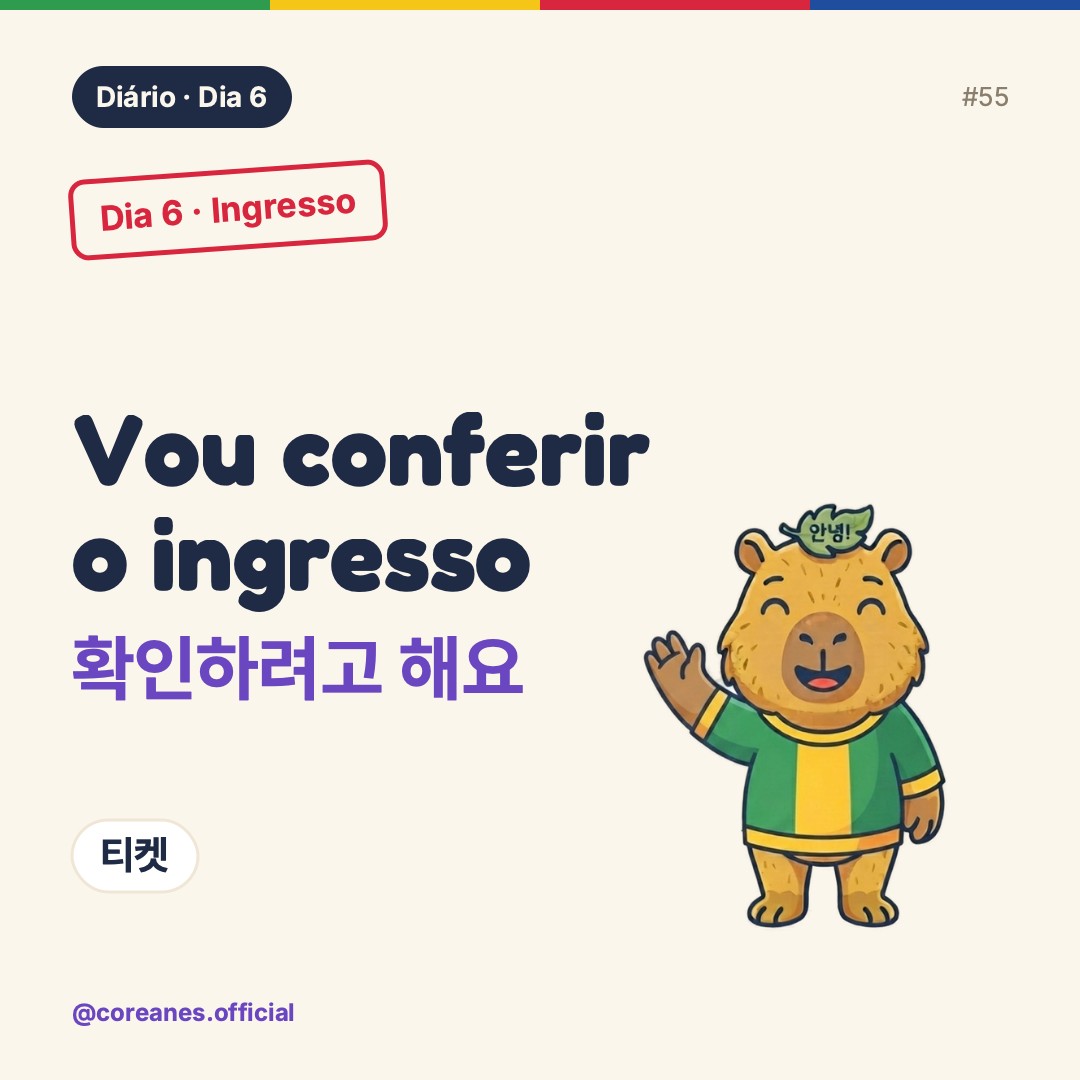 Diário · Dia 6
#55
Dia 6 · Ingresso
Vou conferir
o ingresso
확인하려고 해요
안녕!
티켓
@coreanes.official